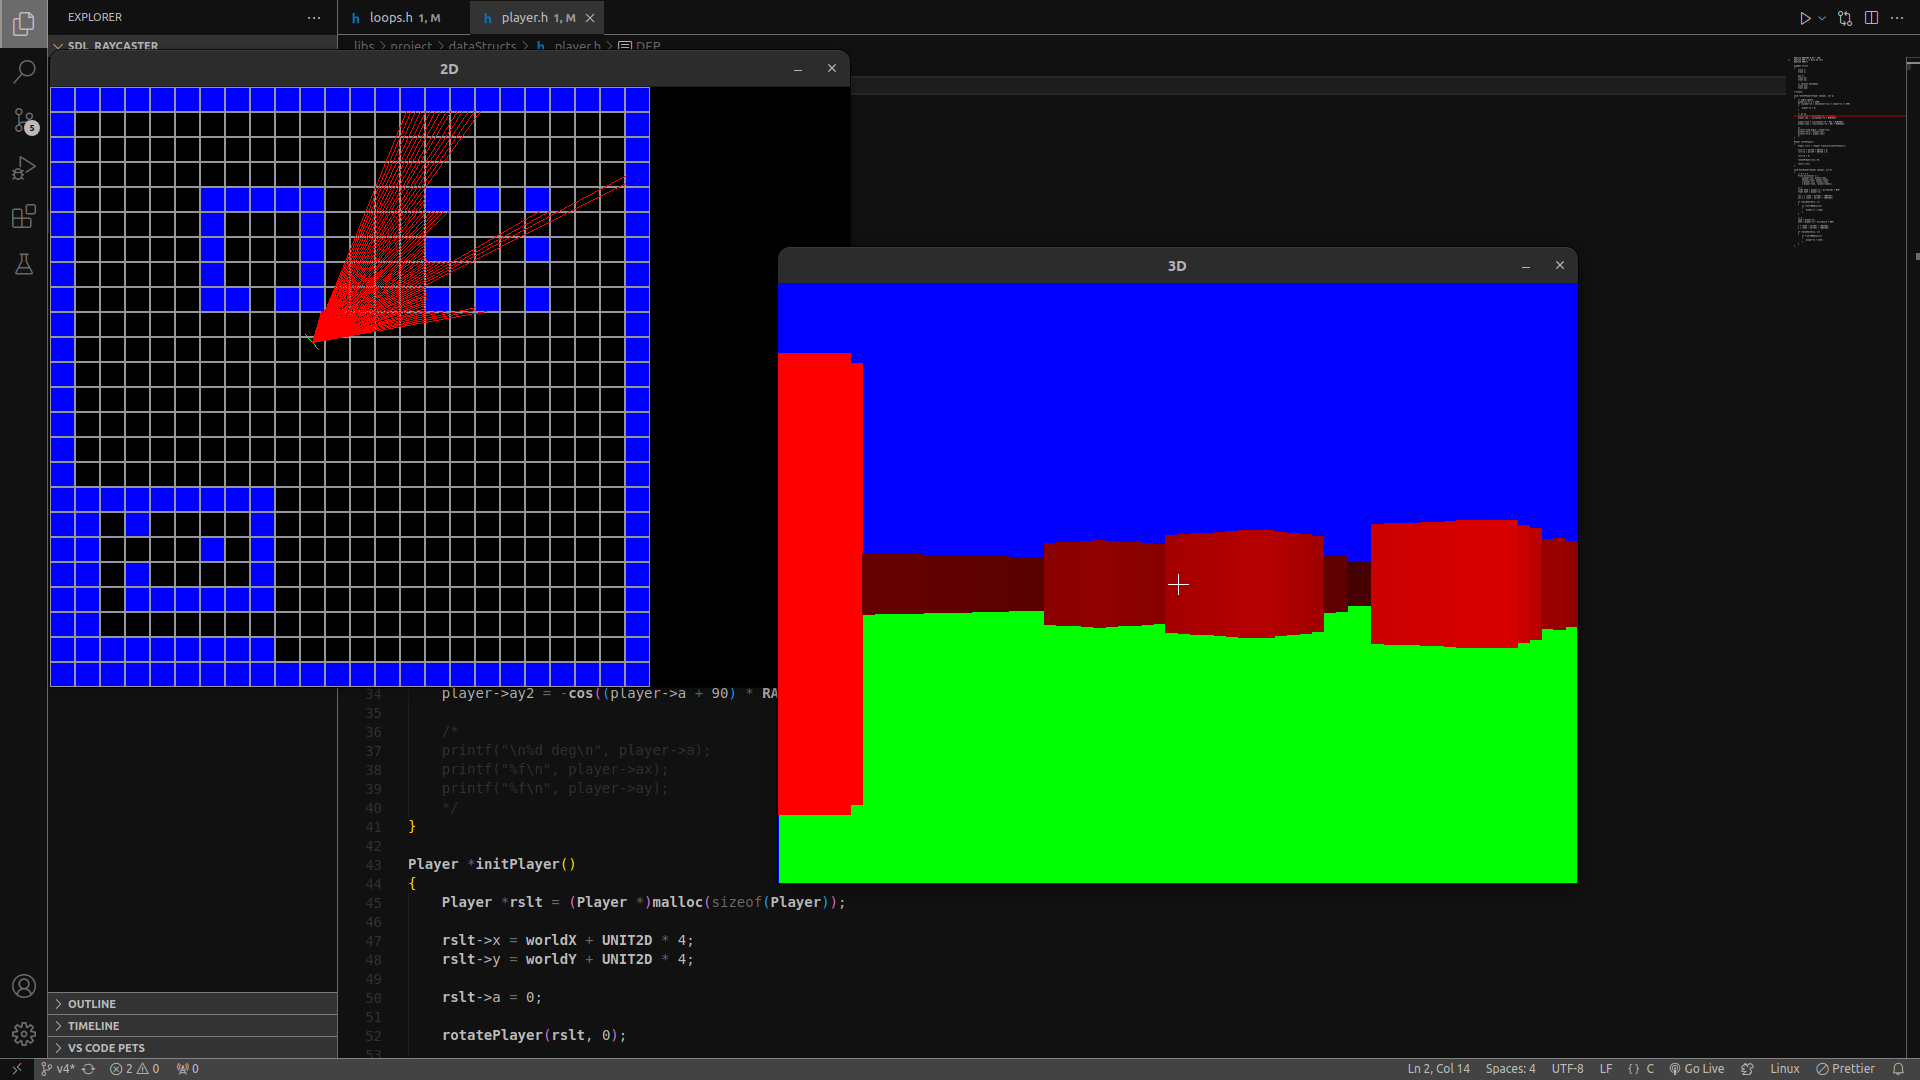 EXPLORER
loops.h 1, M
player.h 1, M
SDL_RAYCASTER
libs > project > dataStructs > h player.h > DEP
2D
3D
34 player->ay2 = -cos((player->a + 90) * RA
35
36 /*
37 printf("\n%d deg\n", player->a);
38 printf("%f\n", player->ax);
39 printf("%f\n", player->ay);
40 */
41 }
42
43 Player *initPlayer()
44 {
45 Player *rslt = (Player *)malloc(sizeof(Player));
46
47 rslt->x = worldX + UNIT2D * 4;
48 rslt->y = worldY + UNIT2D * 4;
49
50 rslt->a = 0;
51
52 rotatePlayer(rslt, 0);
53
5
OUTLINE
TIMELINE
VS CODE PETS
v4* 2 0 0 Ln 2, Col 14 Spaces: 4 UTF-8 LF {} C Go Live Linux Prettier